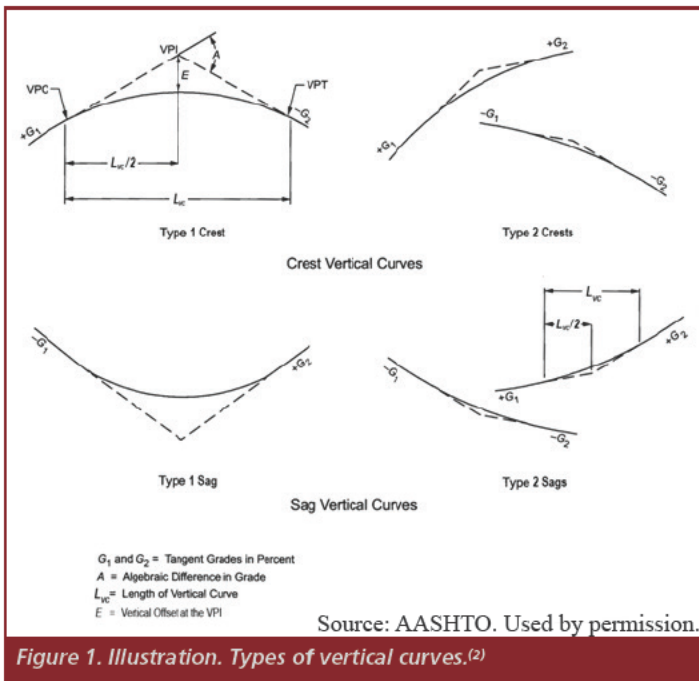 VPI
A
E
VPC
VPT
+G₁
-G₂
Lvc/2
Lvc
Type 1 Crest
+G₂
+G₁
-G₁
-G₂
Type 2 Crests
Crest Vertical Curves
-G₁
+G₂
Type 1 Sag
Lvc
Lvc/2
+G₂
-G₁
+G₁
-G₂
Type 2 Sags
Sag Vertical Curves
G₁ and G₂ = Tangent Grades in Percent
A = Algebraic Difference in Grade
Lvc = Length of Vertical Curve
E = Vertical Offset at the VPI
Source: AASHTO. Used by permission.
Figure 1. Illustration. Types of vertical curves.(2)